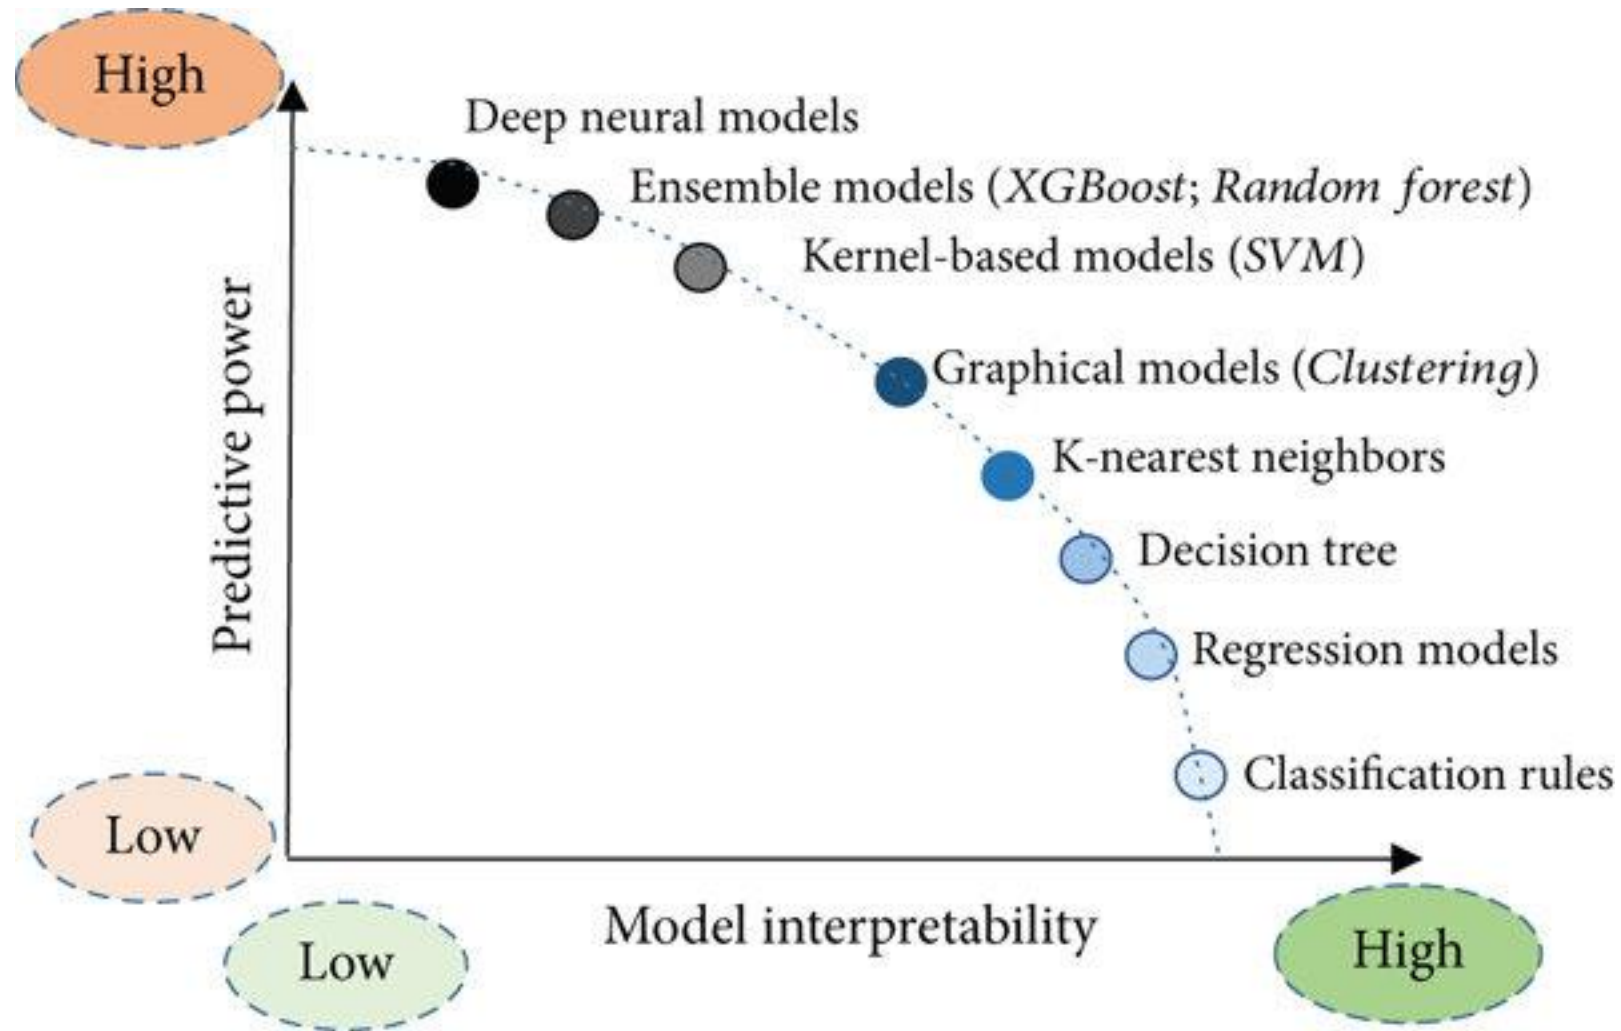 High
Deep neural models
Ensemble models (XGBoost; Random forest)
Kernel-based models (SVM)
Graphical models (Clustering)
K-nearest neighbors
Decision tree
Regression models
Classification rules
Predictive power
Low
Model interpretability
Low
High